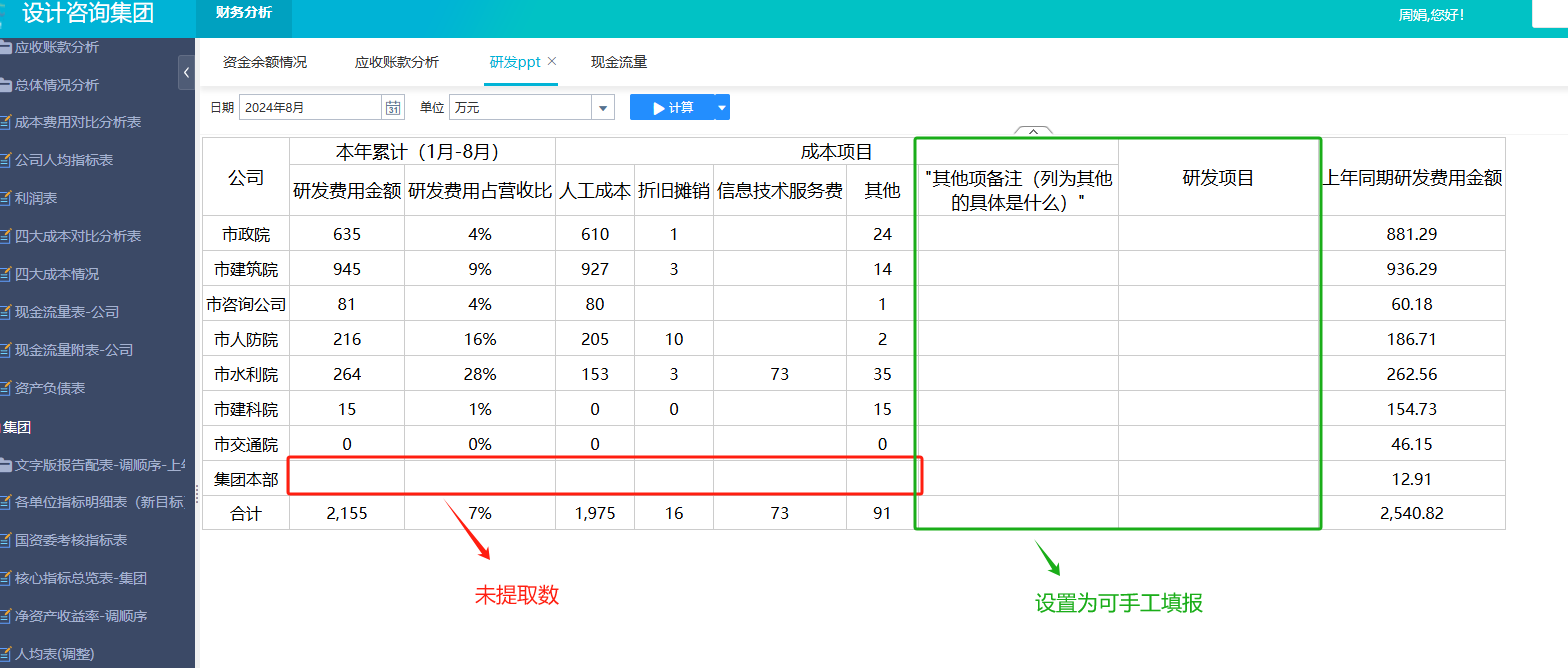 设计咨询集团
财务分析
周娟,您好!
应收账款分析
总体情况分析
成本费用对比分析表
公司人均指标表
利润表
四大成本对比分析表
四大成本情况
现金流量表-公司
现金流量附表-公司
资产负债表
集团
文字版报告配表-调顺序-上年
各单位指标明细表（新目标）
国资委考核指标表
核心指标总览表-集团
净资产收益率-调顺序
人均表(调整)
资金余额情况 应收账款分析 研发ppt 现金流量
日期 2024年8月 31 单位 万元 计算
公司 本年累计（1月-8月） 成本项目 研发项目 上年同期研发费用金额
研发费用金额 研发费用占营收比 人工成本 折旧摊销 信息技术服务费 其他 "其他项备注（列为其他
的具体是什么）"
市政院 635 4% 610 1 24 881.29
市建筑院 945 9% 927 3 14 936.29
市咨询公司 81 4% 80 1 60.18
市人防院 216 16% 205 10 2 186.71
市水利院 264 28% 153 3 73 35 262.56
市建科院 15 1% 0 0 15 154.73
市交通院 0 0% 0 0 46.15
集团本部 12.91
合计 2,155 7% 1,975 16 73 91 2,540.82
未提取数
设置为可手工填报